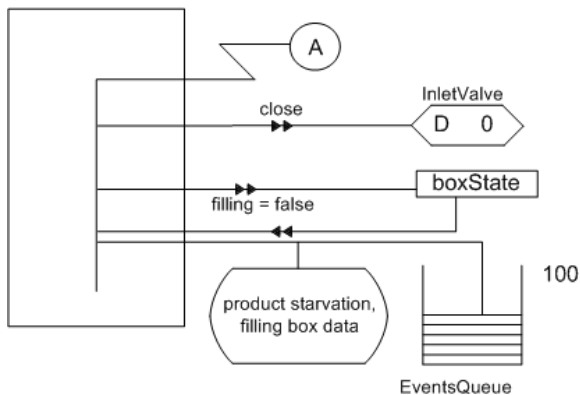 A
InletValve
close
D 0
boxState
filling = false
100
product starvation,
filling box data
EventsQueue